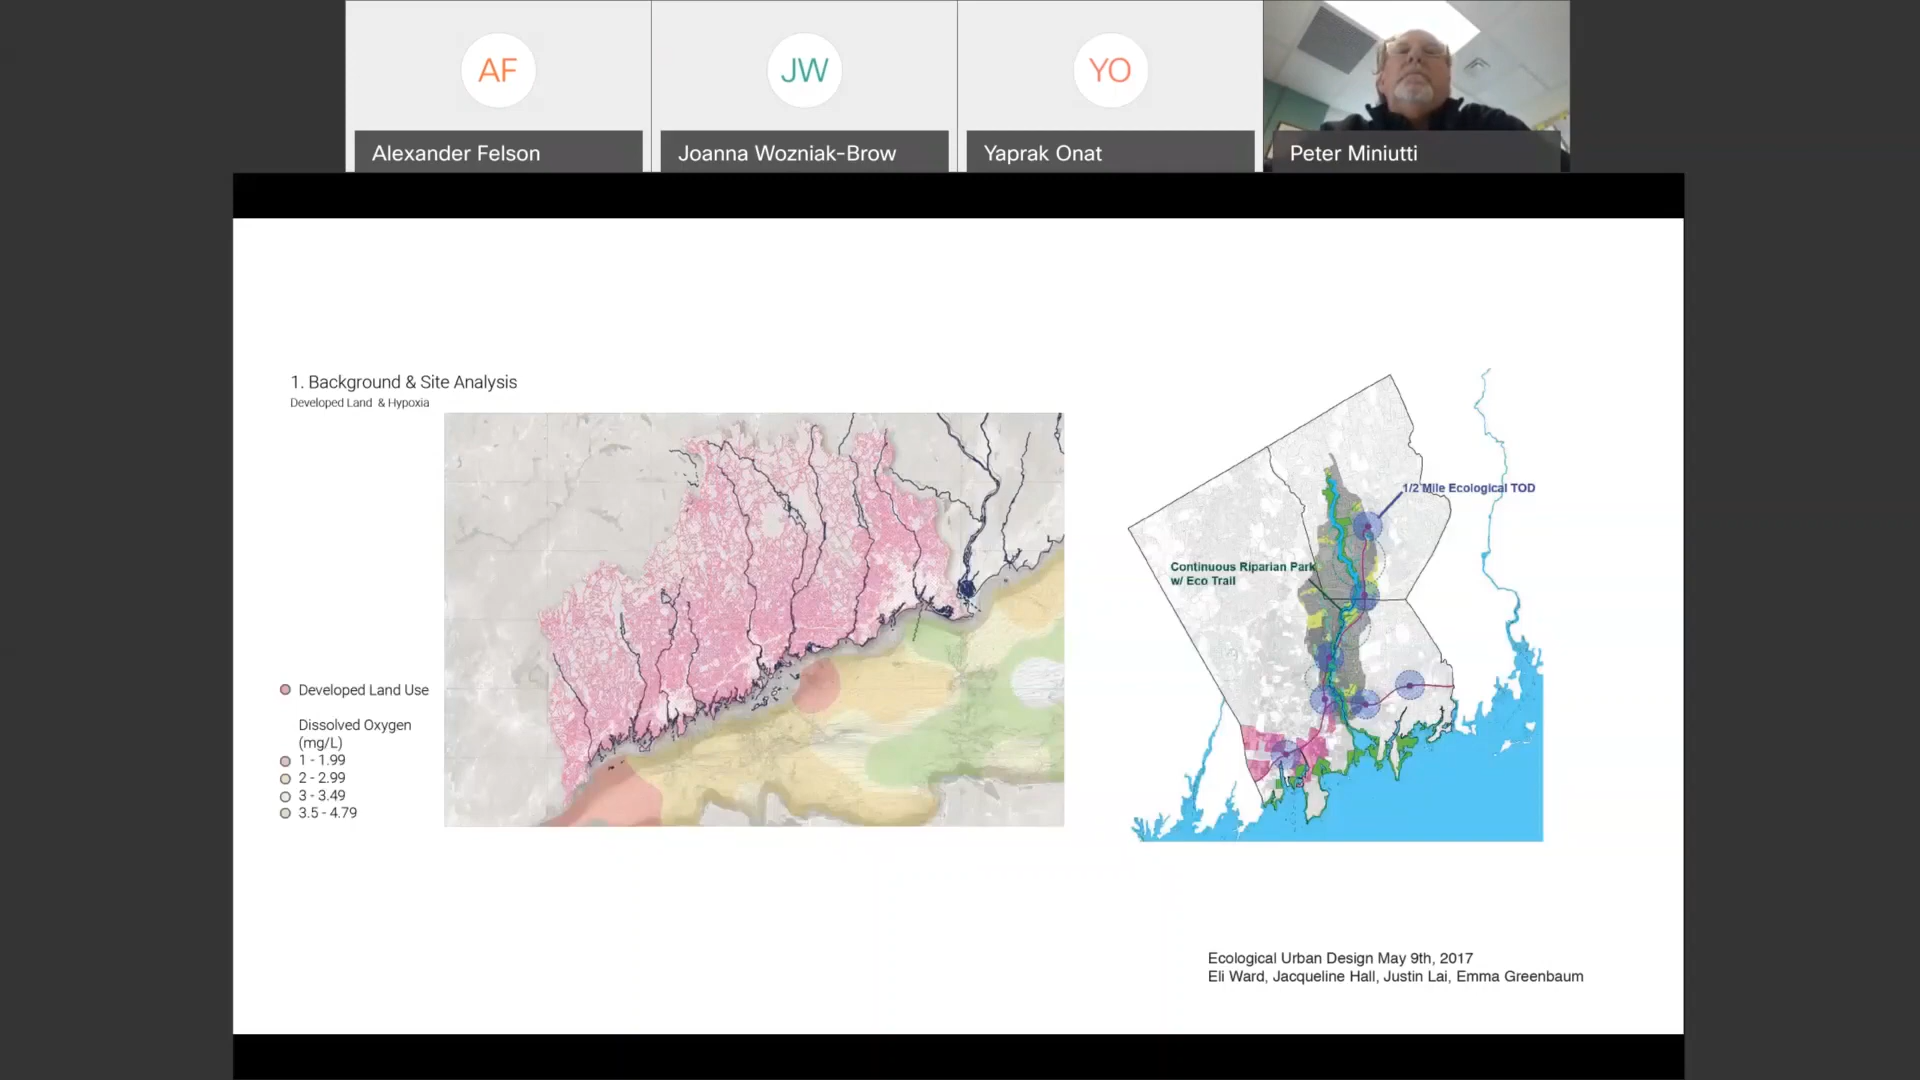 AF
JW
YO
Alexander Felson
Joanna Wozniak-Brow
Yaprak Onat
Peter Miniutti
1. Background & Site Analysis
Developed Land & Hypoxia
Developed Land Use
Dissolved Oxygen
(mg/L)
1 - 1.99
2 - 2.99
3 - 3.49
3.5 - 4.79
1/2 Mile Ecological TOD
Continuous Riparian Park
w/ Eco Trail
Ecological Urban Design May 9th, 2017
Eli Ward, Jacqueline Hall, Justin Lai, Emma Greenbaum